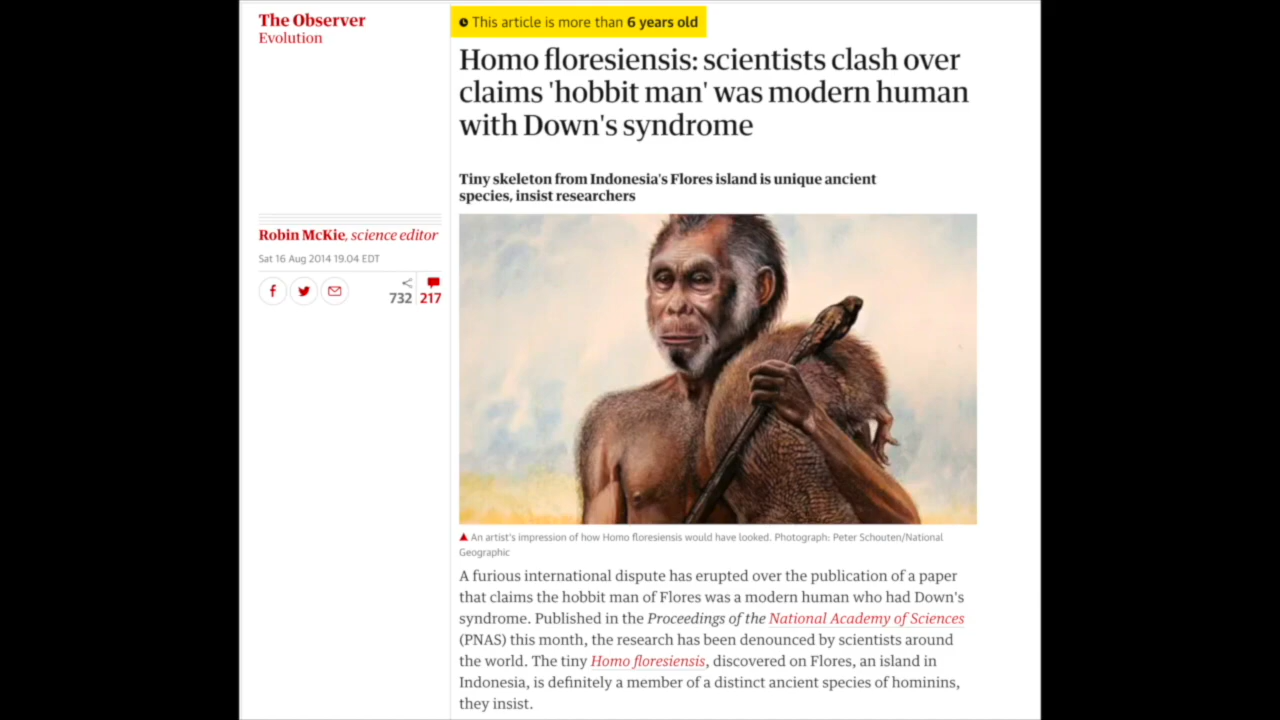 The Observer
Evolution
This article is more than 6 years old
Homo floresiensis: scientists clash over
claims 'hobbit man' was modern human
with Down's syndrome
Tiny skeleton from Indonesia's Flores island is unique ancient
species, insist researchers
Robin McKie, science editor
Sat 16 Aug 2014 19.04 EDT
732 217
An artist's impression of how Homo floresiensis would have looked. Photograph: Peter Schouten/National
Geographic
A furious international dispute has erupted over the publication of a paper
that claims the hobbit man of Flores was a modern human who had Down's
syndrome. Published in the Proceedings of the National Academy of Sciences
(PNAS) this month, the research has been denounced by scientists around
the world. The tiny Homo floresiensis, discovered on Flores, an island in
Indonesia, is definitely a member of a distinct ancient species of hominins,
they insist.